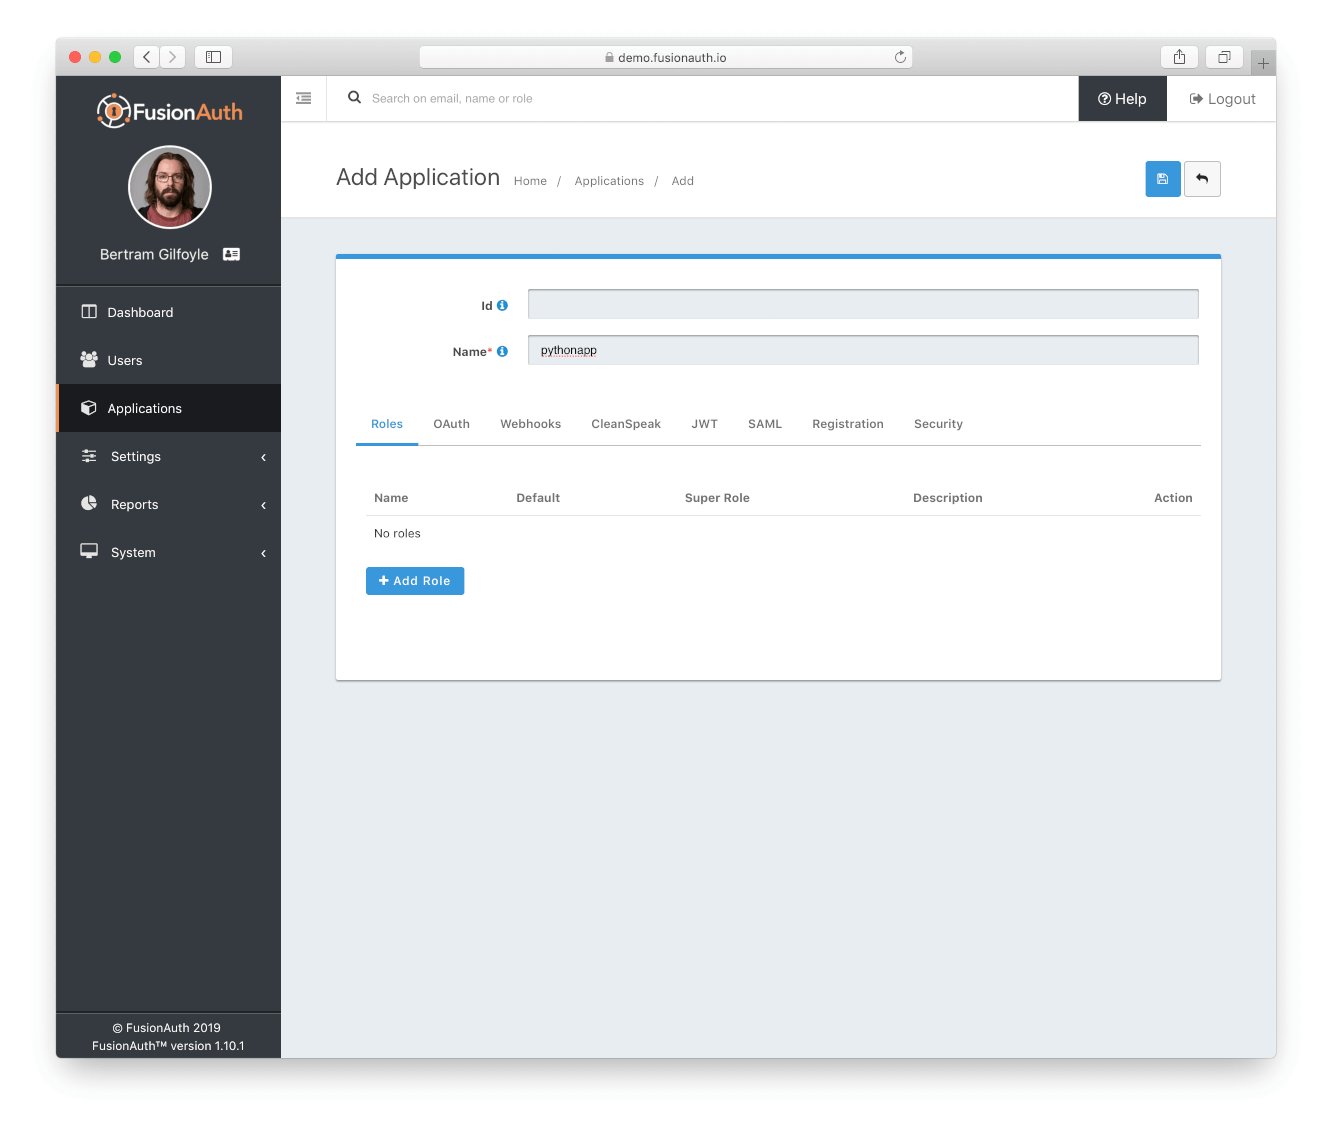 demo.fusionauth.io
FusionAuth
Search on email, name or role
Help
Logout
Bertram Gilfoyle
Add Application
Home / Applications / Add
Dashboard
Users
Applications
Settings
Reports
System
Id
Name*
pythonapp
Roles OAuth Webhooks CleanSpeak JWT SAML Registration Security
Name Default Super Role Description Action
No roles
Add Role
© FusionAuth 2019
FusionAuth™ version 1.10.1